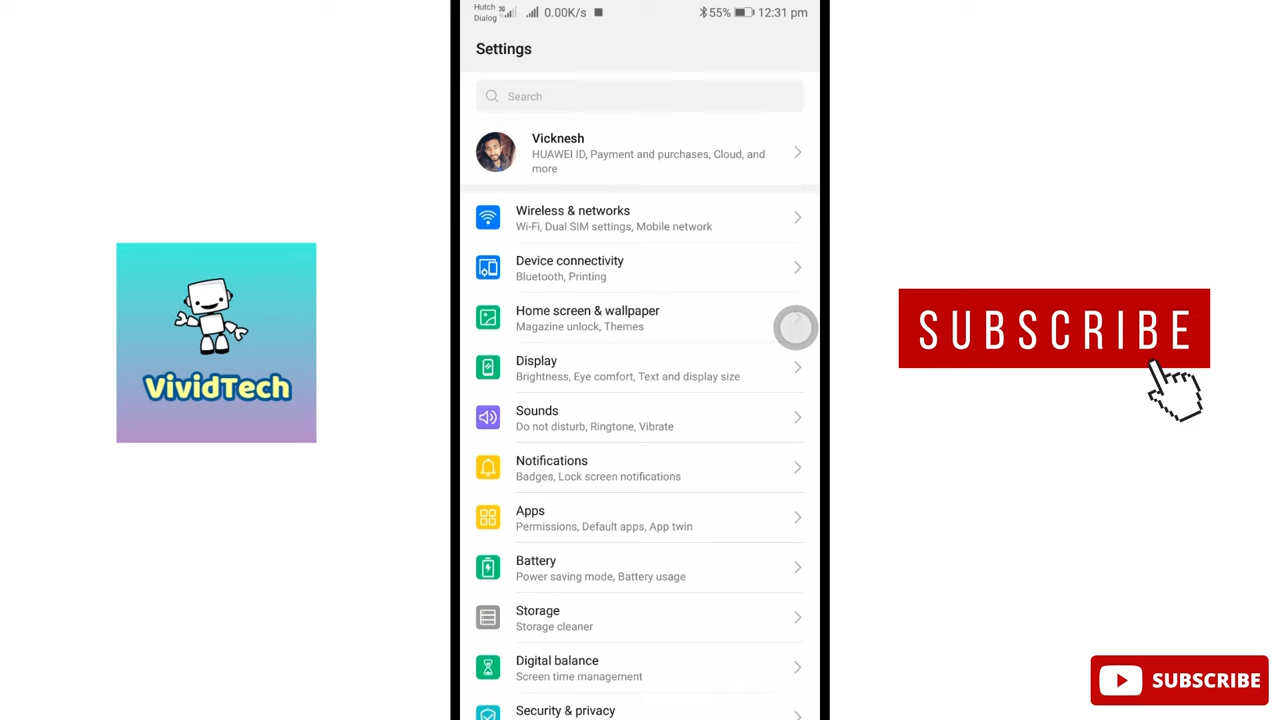 Hutch
Dialog
3G
0.00K/s
55%
12:31 pm
Settings
Search
Vicknesh
HUAWEI ID, Payment and purchases, Cloud, and
more
Wireless & networks
Wi-Fi, Dual SIM settings, Mobile network
Device connectivity
Bluetooth, Printing
Home screen & wallpaper
Magazine unlock, Themes
Display
Brightness, Eye comfort, Text and display size
Sounds
Do not disturb, Ringtone, Vibrate
Notifications
Badges, Lock screen notifications
Apps
Permissions, Default apps, App twin
Battery
Power saving mode, Battery usage
Storage
Storage cleaner
Digital balance
Screen time management
Security & privacy
VividTech
SUBSCRIBE
SUBSCRIBE